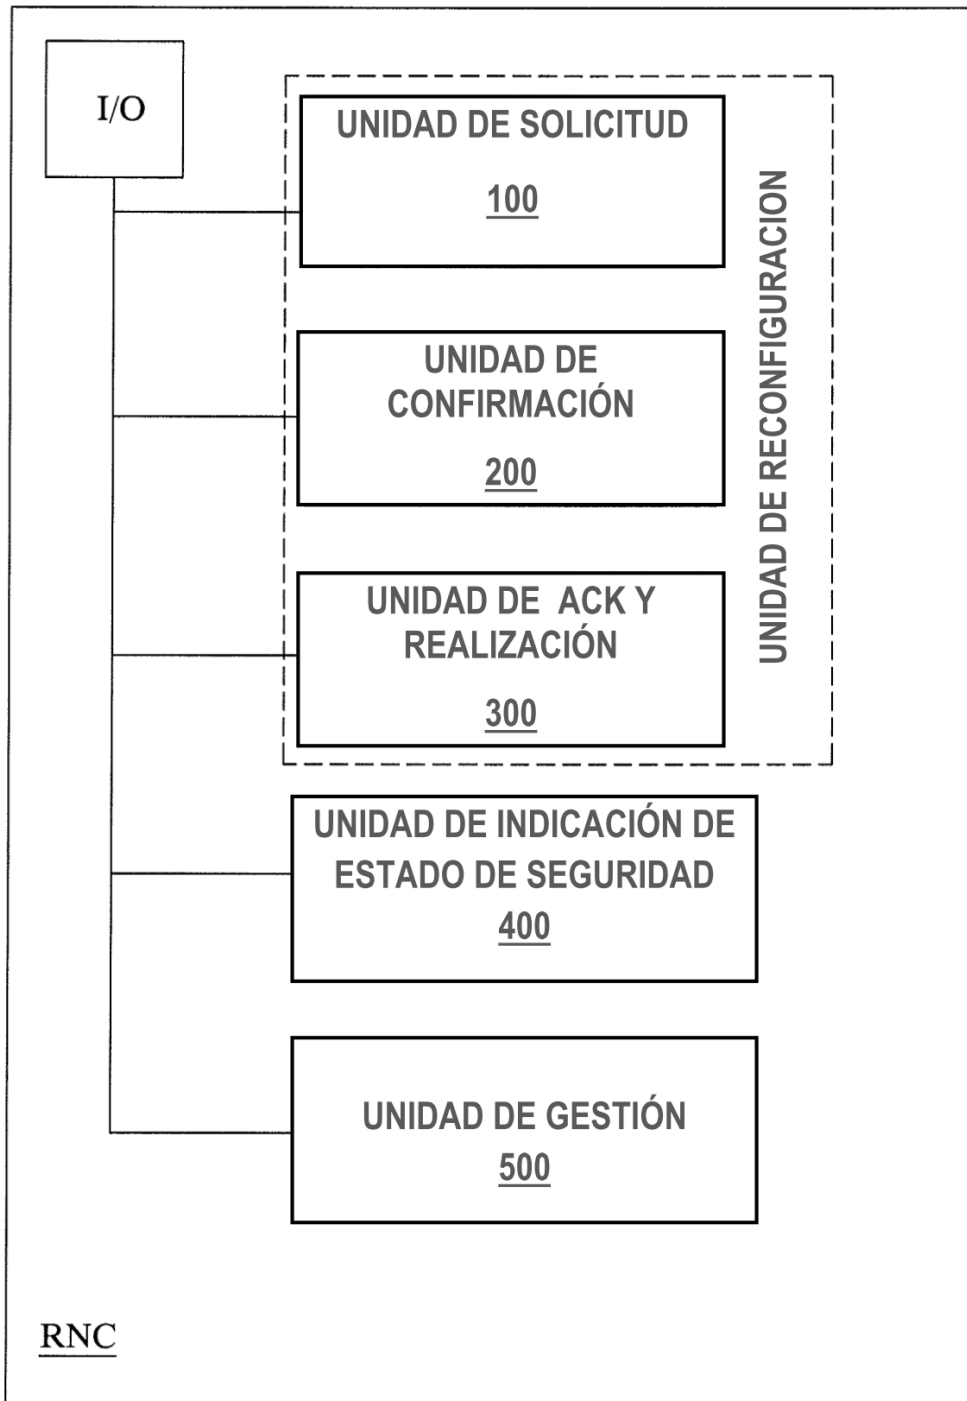 I/O
UNIDAD DE SOLICITUD
100
UNIDAD DE
CONFIRMACIÓN
200
UNIDAD DE ACK Y
REALIZACIÓN
300
UNIDAD DE RECONFIGURACION
UNIDAD DE INDICACIÓN DE
ESTADO DE SEGURIDAD
400
UNIDAD DE GESTIÓN
500
RNC